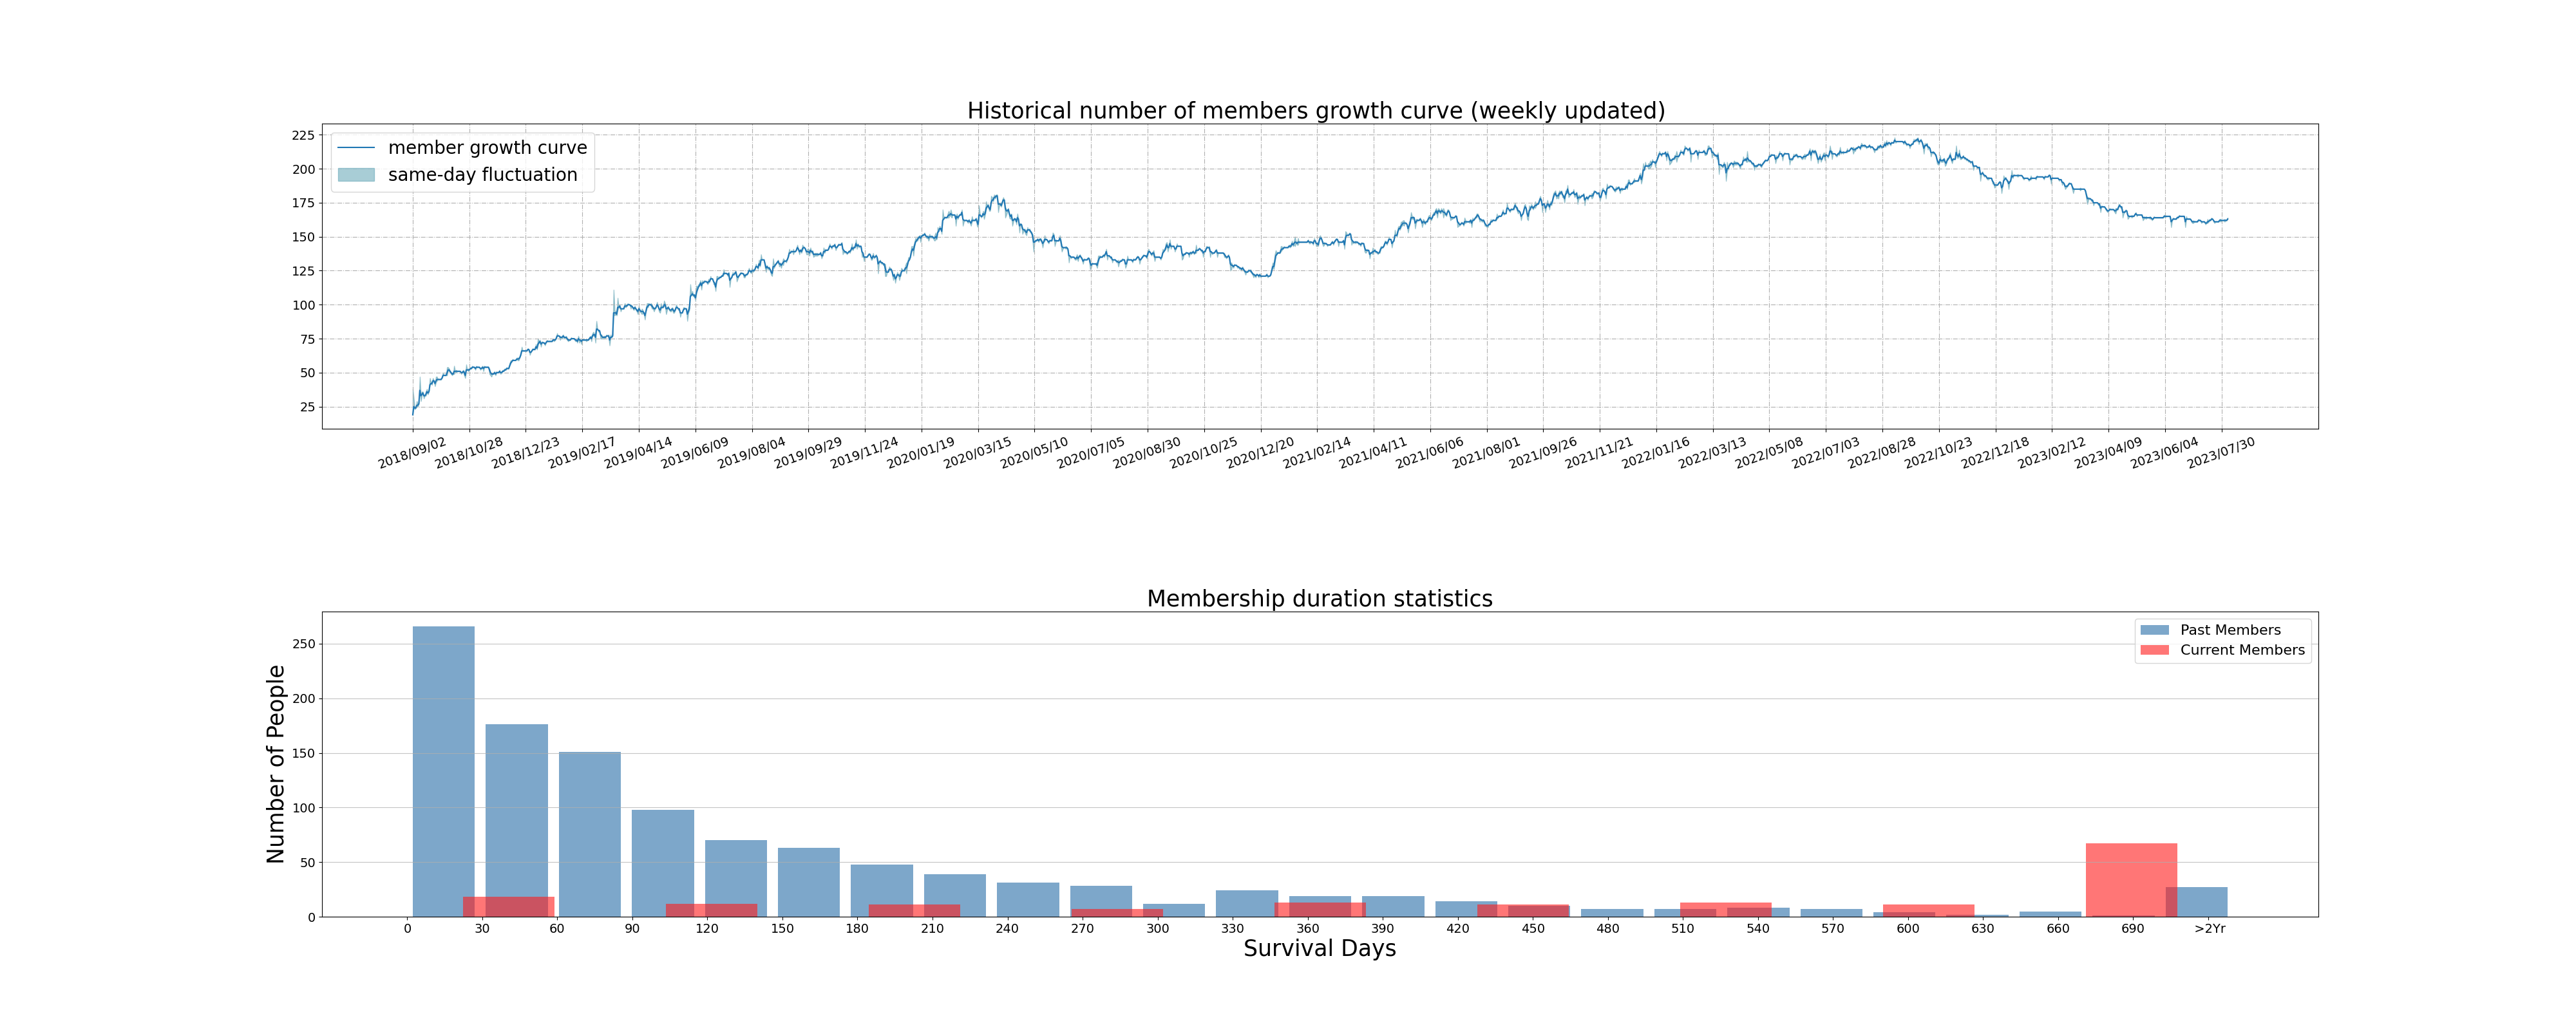 Historical number of members growth curve (weekly updated)
225
200
175
150
125
100
75
50
25
member growth curve
same-day fluctuation
2018/09/02 2018/10/28 2018/12/23 2019/02/17 2019/04/14 2019/06/09 2019/08/04 2019/09/29 2019/11/24 2020/01/19 2020/03/15 2020/05/10 2020/07/05 2020/08/30 2020/10/25 2020/12/20 2021/02/14 2021/04/11 2021/06/06 2021/08/01 2021/09/26 2021/11/21 2022/01/16 2022/03/13 2022/05/08 2022/07/03 2022/08/28 2022/10/23 2022/12/18 2023/02/12 2023/04/09 2023/06/04 2023/07/30
Membership duration statistics
Number of People
250
200
150
100
50
0
Past Members
Current Members
0 30 60 90 120 150 180 210 240 270 300 330 360 390 420 450 480 510 540 570 600 630 660 690 >2Yr
Survival Days